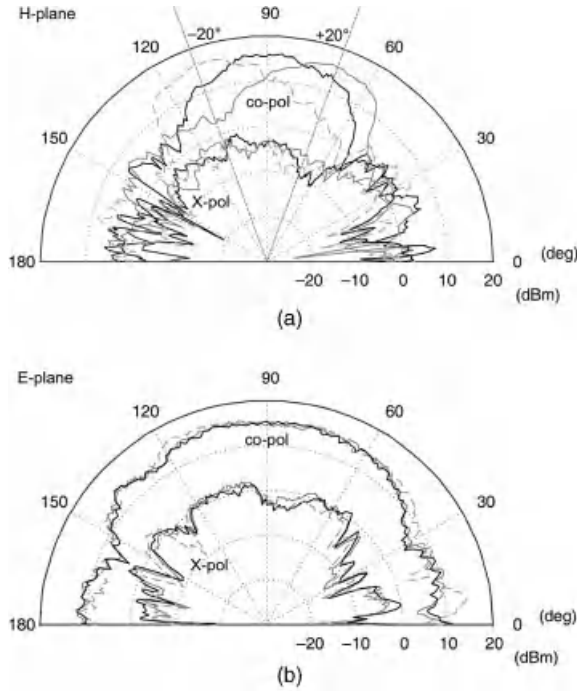 H-plane
90
120
−20°
+20°
60
co-pol
150
30
X-pol
180
0 (deg)
−20 −10 0 10 20
(dBm)
(a)
E-plane
90
120
60
co-pol
150
30
X-pol
180
0 (deg)
−20 −10 0 10 20
(dBm)
(b)